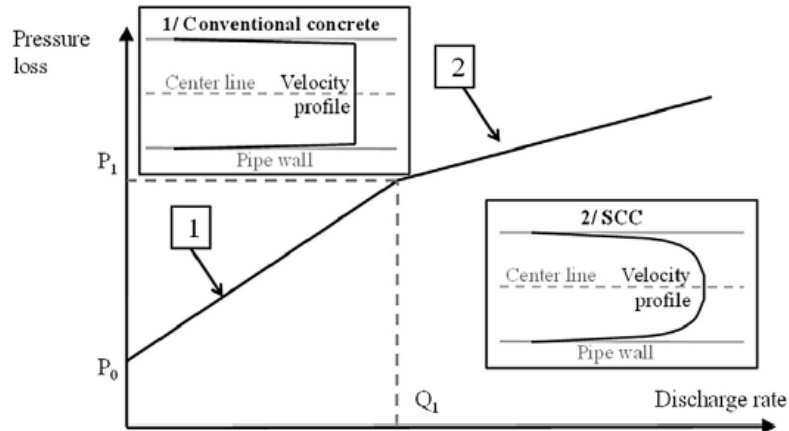 Pressure
loss
1/ Conventional concrete
Center line
Velocity
profile
Pipe wall
2
P₁
1
2/ SCC
Center line
Velocity
profile
Pipe wall
P₀
Q₁
Discharge rate